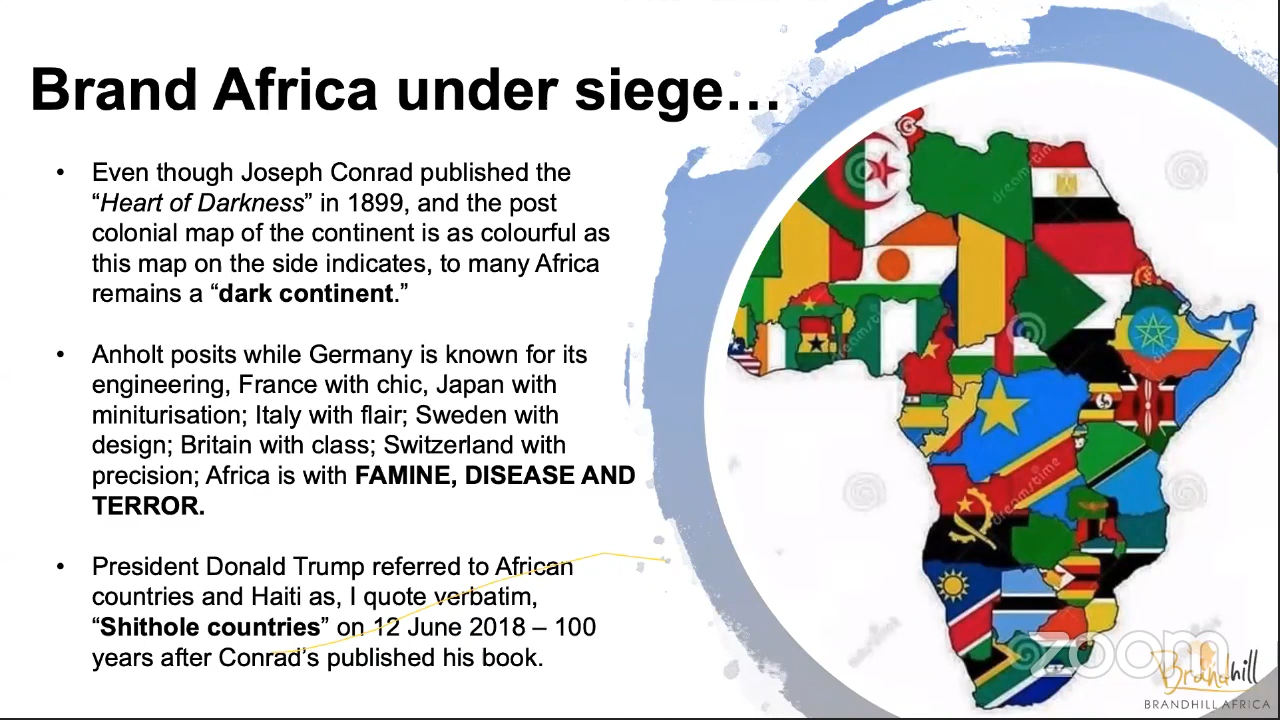 Brand Africa under siege…
• Even though Joseph Conrad published the
“Heart of Darkness” in 1899, and the post
colonial map of the continent is as colourful as
this map on the side indicates, to many Africa
remains a “dark continent.”
• Anholt posits while Germany is known for its
engineering, France with chic, Japan with
miniturisation; Italy with flair; Sweden with
design; Britain with class; Switzerland with
precision; Africa is with FAMINE, DISEASE AND
TERROR.
• President Donald Trump referred to African
countries and Haiti as, I quote verbatim,
“Shithole countries” on 12 June 2018 – 100
years after Conrad’s published his book.
dreamstime
dreamstime
dreamstime
dreamstime
zoom
Brandhill
BRANDHILL AFRICA